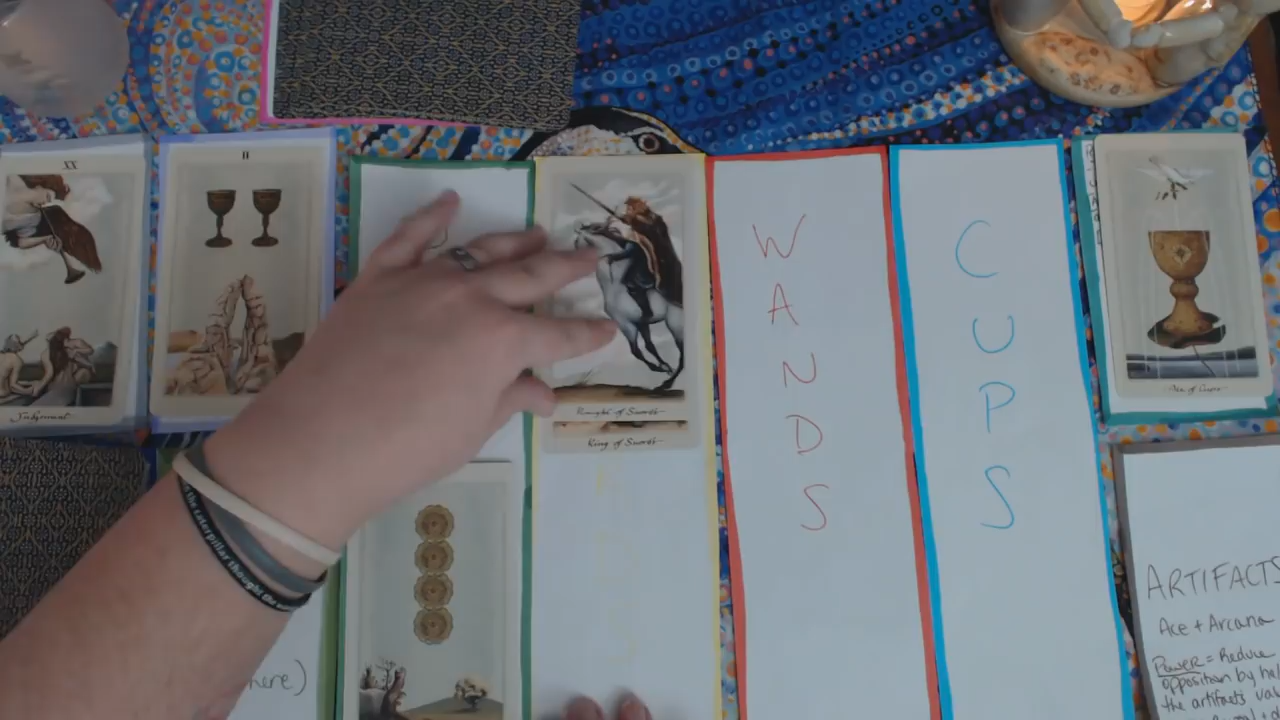 XX
Judgement
II
Knight of Swords
King of Swords
the caterpillar thought the
here)
WANDS
CUPS
Ace of Cups
ARTIFACTS
Ace + Arcana
Power = Reduce
opposition by hal
the artifacts val